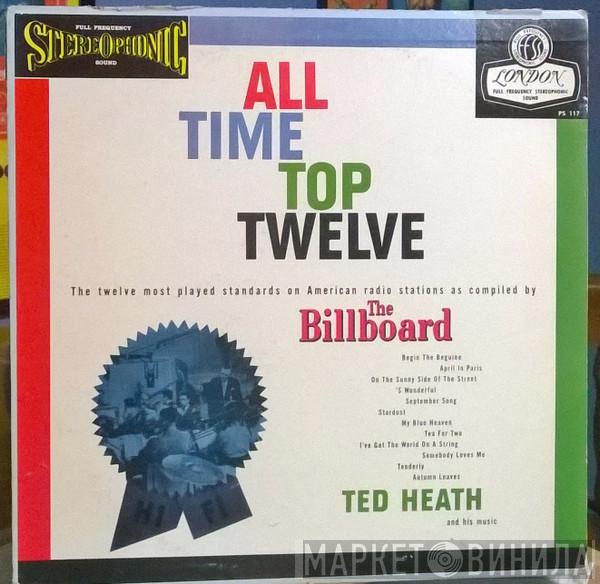 FULL FREQUENCY
STEREOPHONIC
SOUND
FFSS
LONDON
FULL FREQUENCY STEREOPHONIC
SOUND
PS 117
ALL
TIME
TOP
TWELVE
The twelve most played standards on American radio stations as compiled by
The
Billboard
Begin The Beguine
April In Paris
On The Sunny Side Of The Street
'S Wonderful
September Song
Stardust
My Blue Heaven
Tea For Two
I've Got The World On A String
Somebody Loves Me
Tenderly
Autumn Leaves
HI FI
TED HEATH
and his music
МАРКЕТ ВИНИЛА